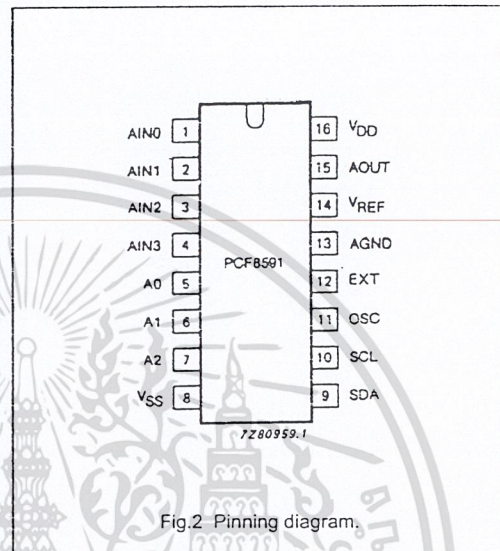 AIN0 1 16 VDD
AIN1 2 15 AOUT
AIN2 3 14 VREF
AIN3 4 13 AGND
PCF8591
A0 5 12 EXT
A1 6 11 OSC
A2 7 10 SCL
VSS 8 9 SDA
7Z80959.1
Fig.2 Pinning diagram.